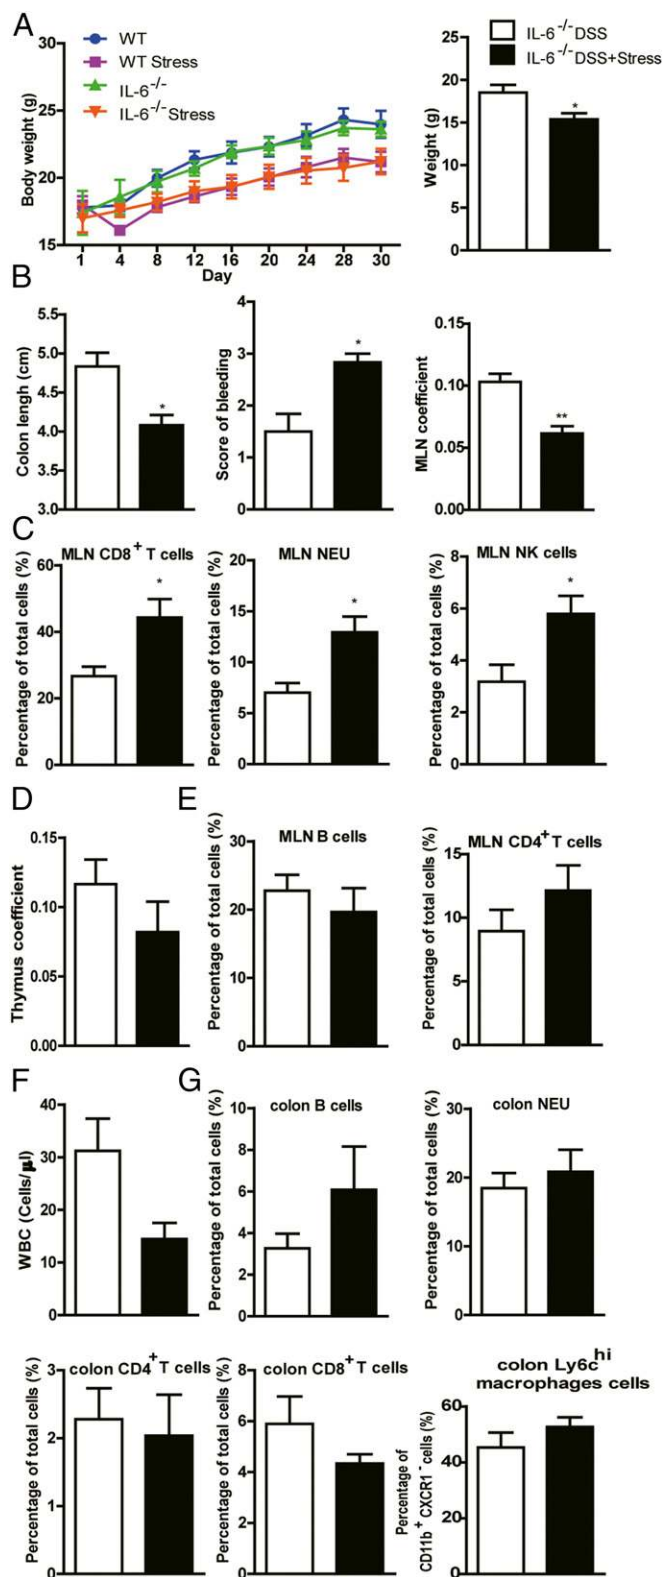 A
WT
WT Stress
IL-6-/-
IL-6-/- Stress
Body weight (g)
30
25
20
15
1 4 8 12 16 20 24 28 30
Day
IL-6-/-DSS
IL-6-/-DSS+Stress
Weight (g)
25
20
15
10
5
0
*
B
Colon lengh (cm)
5.5
5.0
4.5
4.0
3.5
3.0
*
Score of bleeding
4
3
2
1
0
*
MLN coefficient
0.15
0.10
0.05
0.00
**
C
MLN CD8+ T cells
Percentage of total cells (%)
60
40
20
0
*
MLN NEU
Percentage of total cells (%)
20
15
10
5
0
*
MLN NK cells
Percentage of total cells (%)
8
6
4
2
0
*
D
Thymus coefficient
0.15
0.10
0.05
0.00
E
MLN B cells
Percentage of total cells (%)
30
20
10
0
MLN CD4+ T cells
Percentage of total cells (%)
15
10
5
0
F
WBC (Cells/μl)
40
30
20
10
0
G
colon B cells
Percentage of total cells (%)
10
8
6
4
2
0
colon NEU
Percentage of total cells (%)
30
20
10
0
colon CD4+ T cells
Percentage of total cells (%)
3
2
1
0
colon CD8+ T cells
Percentage of total cells (%)
8
6
4
2
0
colon Ly6chi
macrophages cells
Percentage of
CD11b+ CXCR1- cells (%)
60
40
20
0